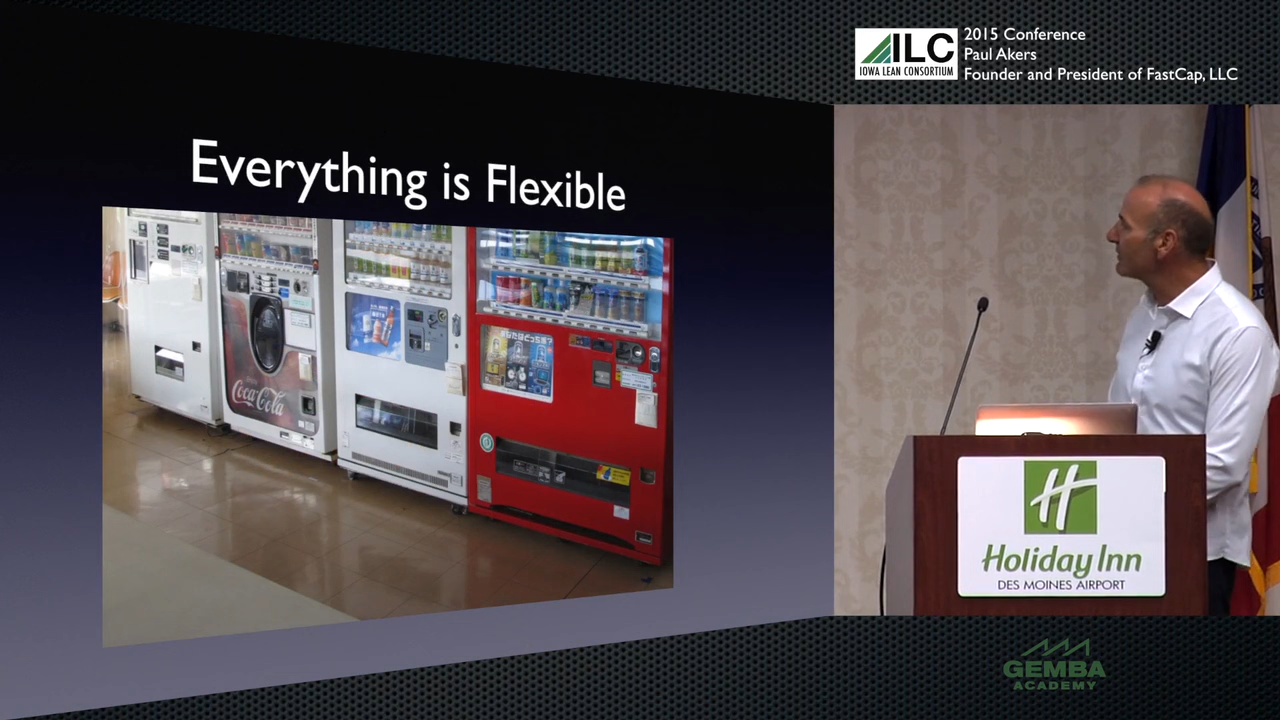 ILC
IOWA LEAN CONSORTIUM
2015 Conference
Paul Akers
Founder and President of FastCap, LLC
Everything is Flexible
Coca-Cola
H
Holiday Inn
DES MOINES AIRPORT
GEMBA
ACADEMY